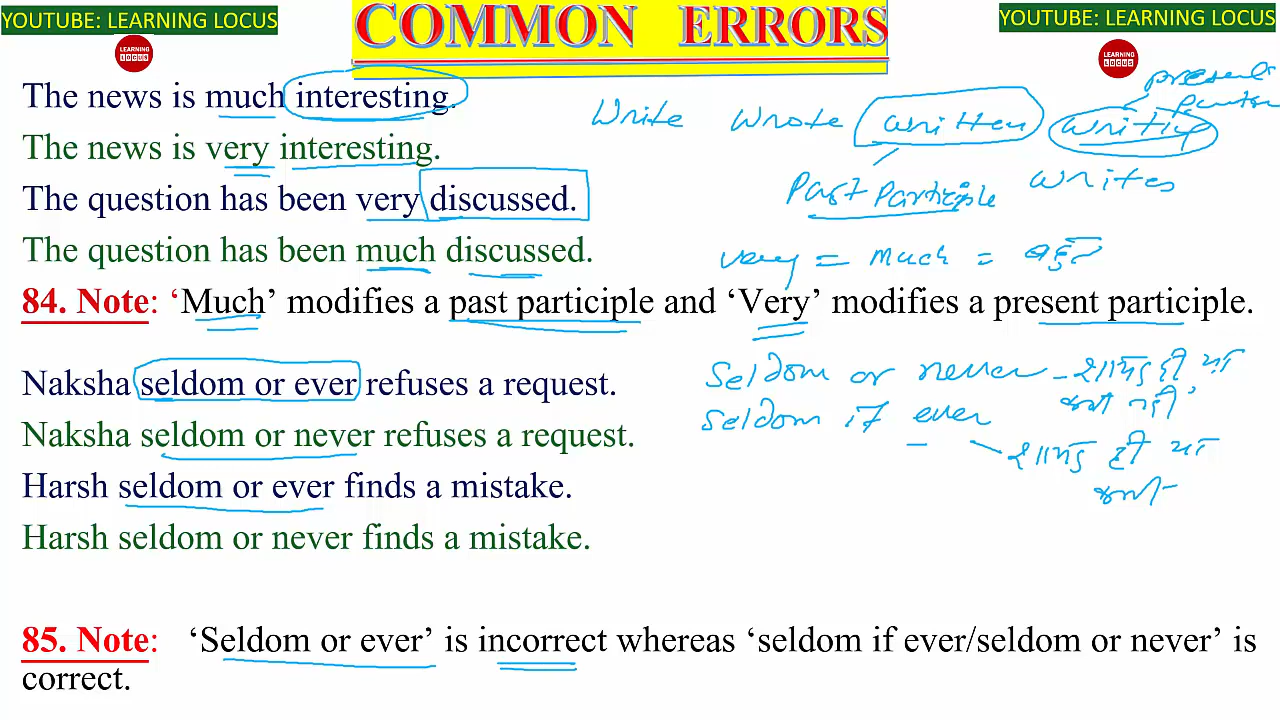 YOUTUBE: LEARNING LOCUS
COMMON ERRORS
YOUTUBE: LEARNING LOCUS
LEARNING
LOCUS
LEARNING
LOCUS
The news is much interesting.
The news is very interesting.
The question has been very discussed.
The question has been much discussed.
84. Note: ‘Much’ modifies a past participle and ‘Very’ modifies a present participle.
Naksha seldom or ever refuses a request.
Naksha seldom or never refuses a request.
Harsh seldom or ever finds a mistake.
Harsh seldom or never finds a mistake.
85. Note: ‘Seldom or ever’ is incorrect whereas ‘seldom if ever/seldom or never’ is
correct.
present
Write Wrote written
Past Participle writes
very = much =
Seldom or never - शायद ही या
कभी नहीं
Seldom if ever
शायद ही या
कभी